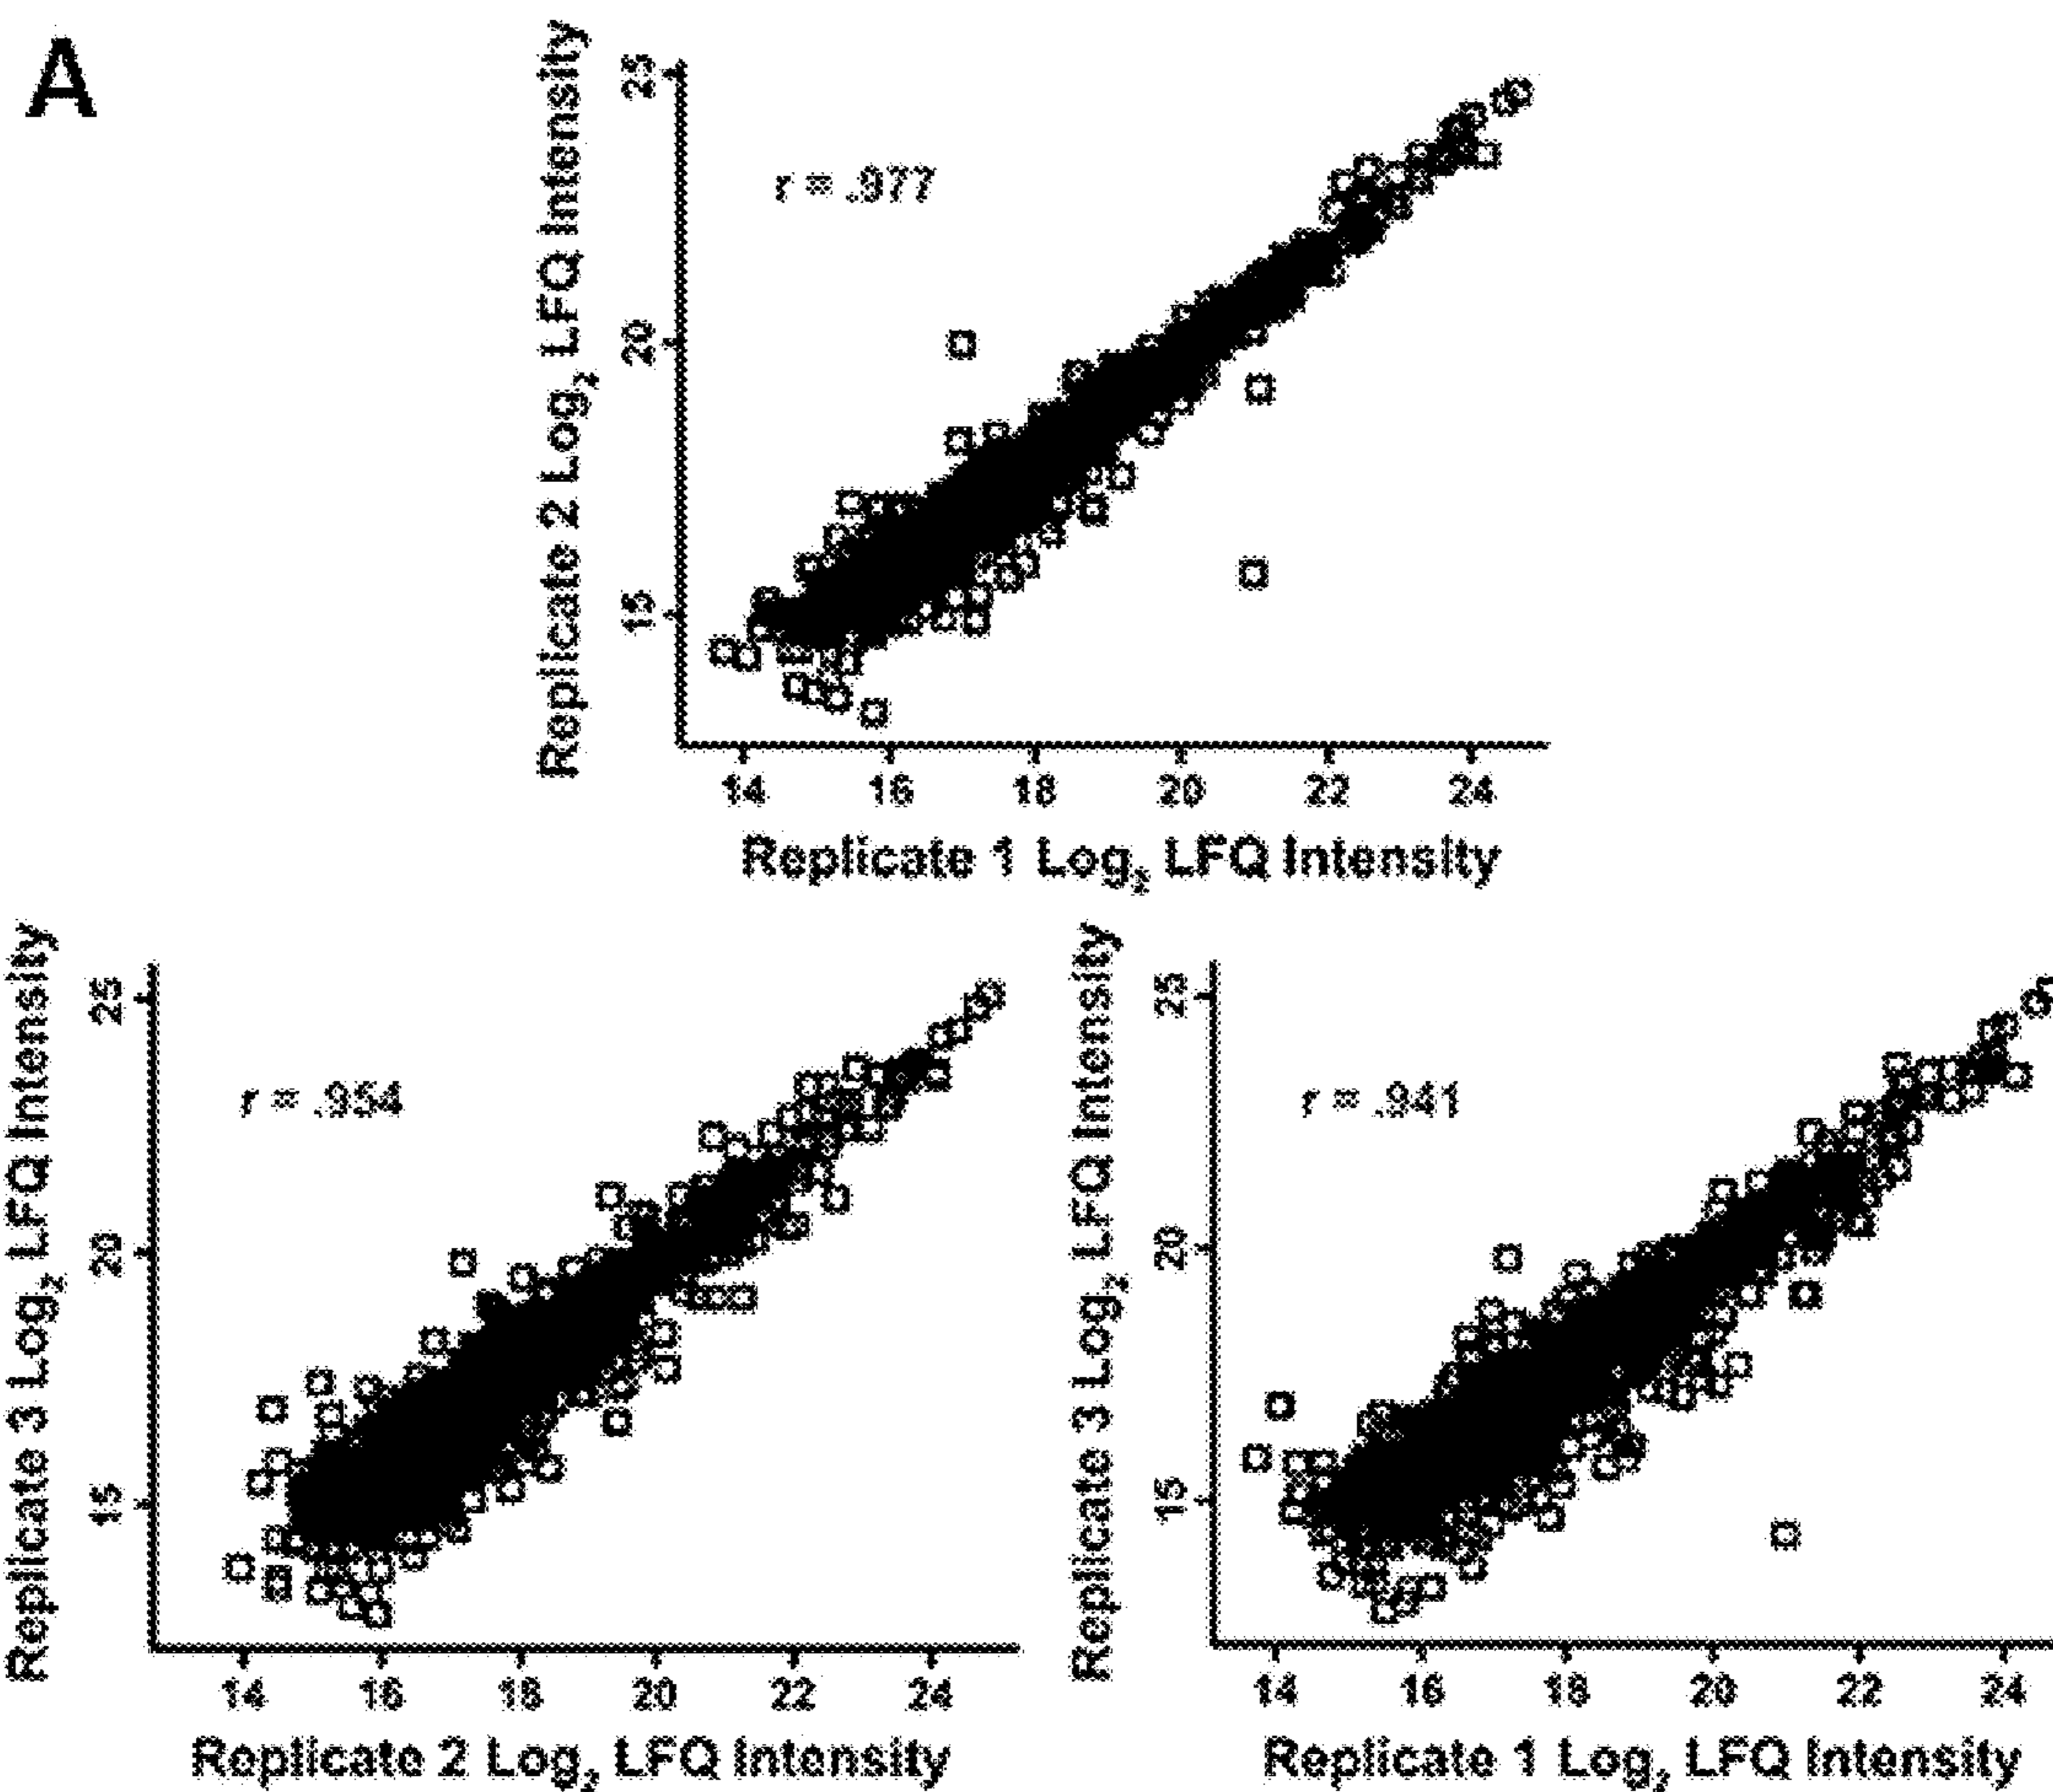 A
Replicate 2 Log₂ LFQ Intensity
25
20
15
r = .977
14 16 18 20 22 24
Replicate 1 Log₂ LFQ Intensity
Replicate 3 Log₂ LFQ Intensity
25
20
15
r = .954
14 16 18 20 22 24
Replicate 2 Log₂ LFQ Intensity
Replicate 3 Log₂ LFQ Intensity
25
20
15
r = .941
14 16 18 20 22 24
Replicate 1 Log₂ LFQ Intensity